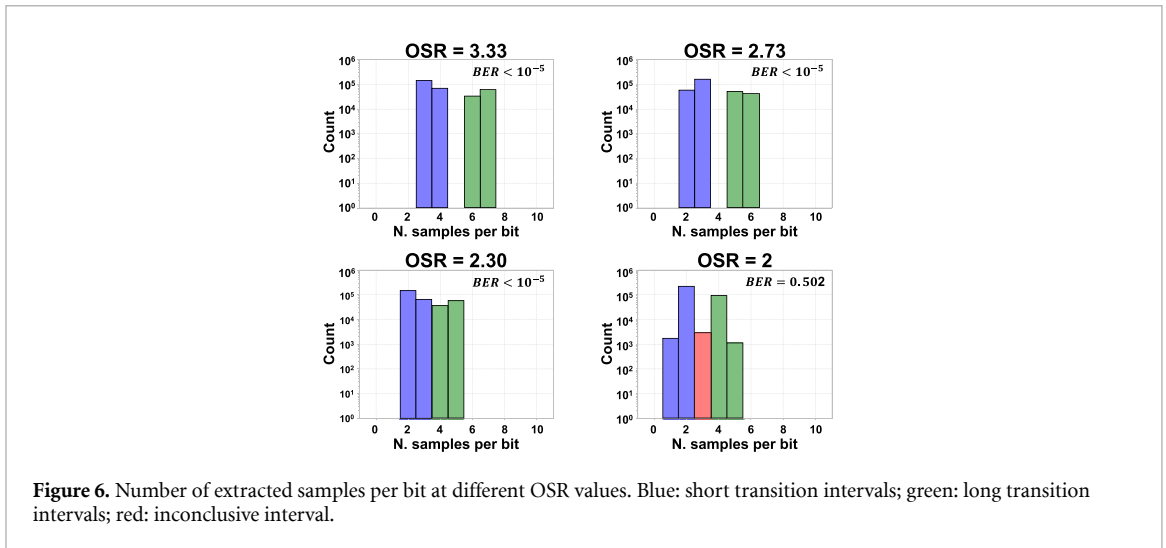 OSR = 3.33
BER < 10⁻⁵
10⁶
10⁵
10⁴
10³
10²
10¹
10⁰
Count
0 2 4 6 8 10
N. samples per bit
OSR = 2.73
BER < 10⁻⁵
10⁶
10⁵
10⁴
10³
10²
10¹
10⁰
Count
0 2 4 6 8 10
N. samples per bit
OSR = 2.30
BER < 10⁻⁵
10⁶
10⁵
10⁴
10³
10²
10¹
10⁰
Count
0 2 4 6 8 10
N. samples per bit
OSR = 2
BER = 0.502
10⁶
10⁵
10⁴
10³
10²
10¹
10⁰
Count
0 2 4 6 8 10
N. samples per bit
Figure 6. Number of extracted samples per bit at different OSR values. Blue: short transition intervals; green: long transition
intervals; red: inconclusive interval.